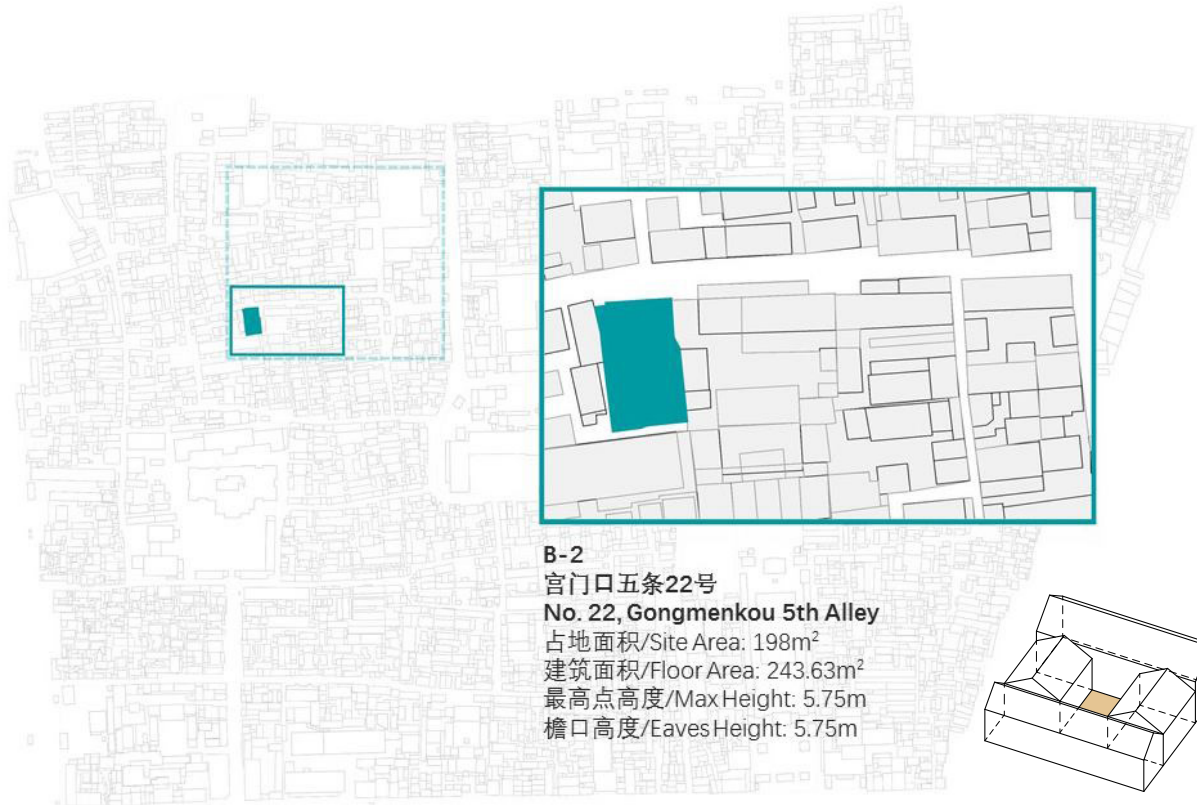 B-2
宫门口五条22号
No. 22, Gongmenkou 5th Alley
占地面积/Site Area: 198m²
建筑面积/Floor Area: 243.63m²
最高点高度/Max Height: 5.75m
檐口高度/Eaves Height: 5.75m